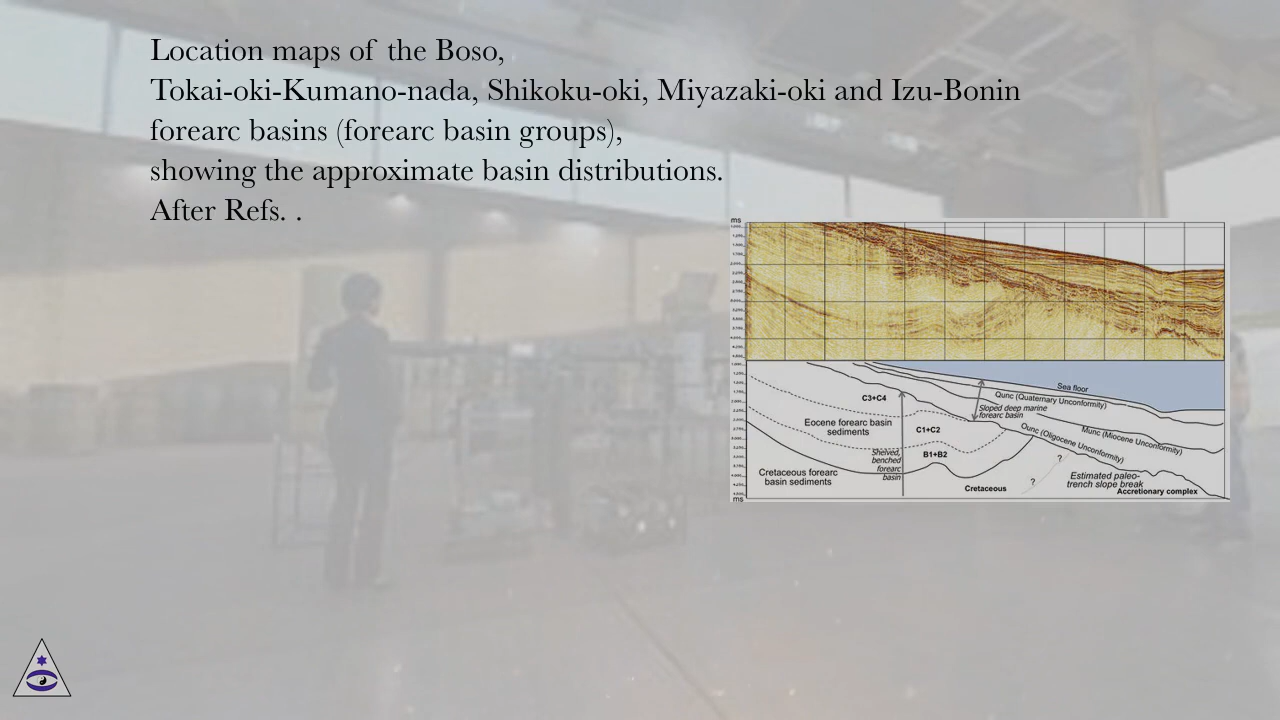 Location maps of the Boso,
Tokai-oki-Kumano-nada, Shikoku-oki, Miyazaki-oki and Izu-Bonin
forearc basins (forearc basin groups),
showing the approximate basin distributions.
After Refs. .
ms
Sea floor
Qunc (Quaternary Unconformity)
C3+C4
Sloped deep marine
forearc basin
Eocene forearc basin
sediments
C1+C2
Munc (Miocene Unconformity)
Ounc (Oligocene Unconformity)
Shelved,
benched
forearc
basin
B1+B2
?
Cretaceous forearc
basin sediments
Estimated paleo-
trench slope break
?
Cretaceous
Accretionary complex
ms